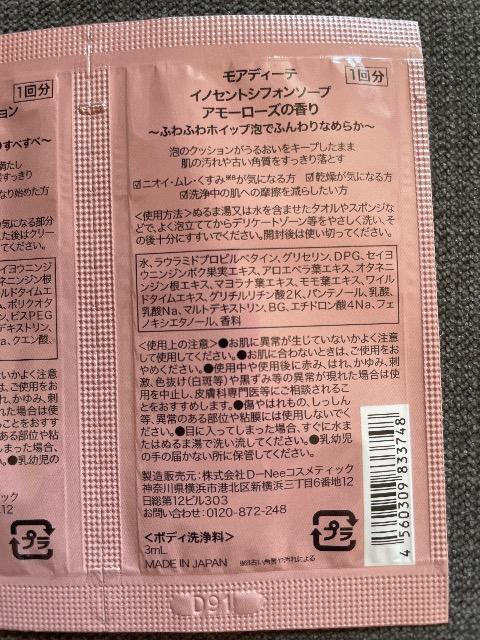 1回分
モアディーテ
1回分
イノセントシフォンソープ
アモーローズの香り
〜ふわふわホイップ泡でふんわりなめらか〜
泡のクッションがうるおいをキープしたまま
肌の汚れや古い角質をすっきり落とす
☑ニオイ・ムレ・くすみ※8が気になる方 ☑乾燥が気になる方
☑洗浄中の肌への摩擦を減らしたい方
<使用方法>ぬるま湯又は水を含ませたタオルやスポンジな
どで、よく泡立ててからデリケートゾーン等をやさしく洗い、そ
の後十分にすすいでください。開封後は使い切ってください。
水、ラウラミドプロピルベタイン、グリセリン、DPG、セイヨ
ウニンジンボク果実エキス、アロエベラ葉エキス、オタネ
ニンジン根エキス、マヨラナ葉エキス、モモ葉エキス、ワイル
ドタイムエキス、グリチルリチン酸2K、パンテノール、乳酸、
乳酸Na、マルトデキストリン、BG、エチドロン酸4Na、フェ
ノキシエタノール、香料
<使用上の注意>●お肌に異常が生じていないかよく注意
して使用してください。●お肌に合わないときは、ご使用をお
やめください。●使用中や使用後に赤み、はれ、かゆみ、刺
激、色抜け(白斑等)や黒ずみ等の異常が現れた場合は使
用を中止し、皮膚科専門医等にご相談されるこ
とをおすすめします。●傷やはれもの、しっしん
等、異常のある部位や粘膜には使用しないでく
ださい。●目に入ってしまった場合、すぐに水ま
たはぬるま湯で洗い流してください。●乳幼児
の手の届かない所に保管してください。
製造販売元:株式会社D-Neeコスメティック
神奈川県横浜市港北区新横浜三丁目6番地12
日総第12ビル303
お問い合わせ:0120-872-248
<ボディ洗浄料>
3mL
MADE IN JAPAN ※8古い角質や汚れによる
プラ
プラ
4 560309 833748
D91